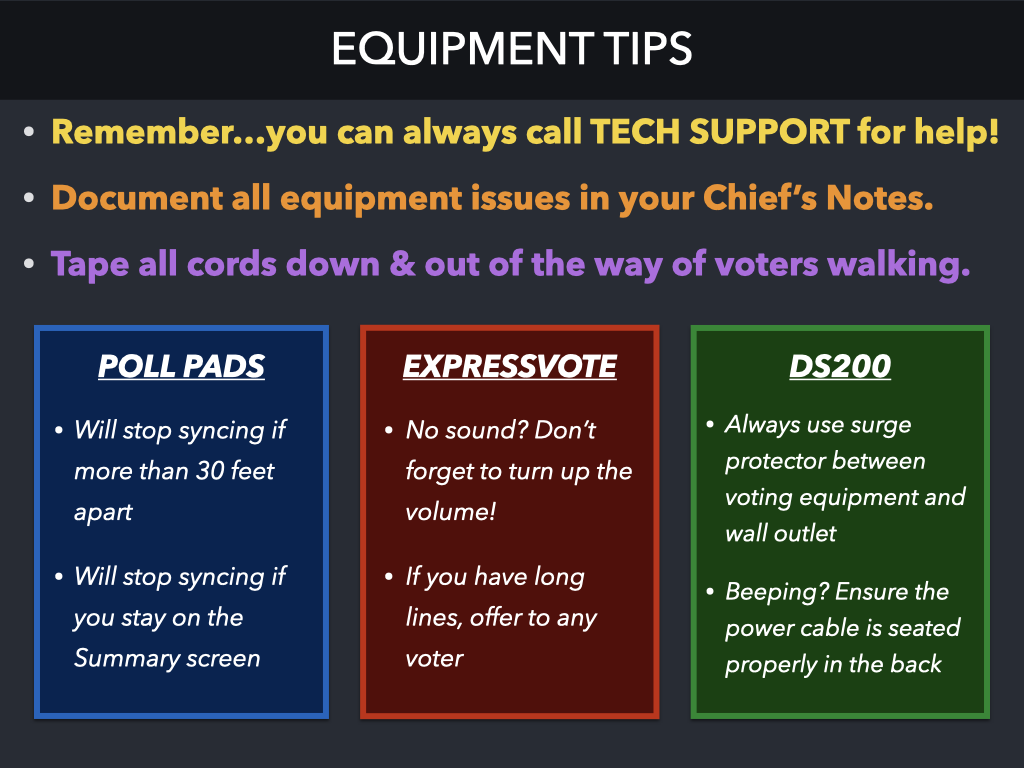 EQUIPMENT TIPS
• Remember...you can always call TECH SUPPORT for help!
• Document all equipment issues in your Chief’s Notes.
• Tape all cords down & out of the way of voters walking.
POLL PADS
• Will stop syncing if
more than 30 feet
apart
• Will stop syncing if
you stay on the
Summary screen
EXPRESSVOTE
• No sound? Don’t
forget to turn up the
volume!
• If you have long
lines, offer to any
voter
DS200
• Always use surge
protector between
voting equipment and
wall outlet
• Beeping? Ensure the
power cable is seated
properly in the back